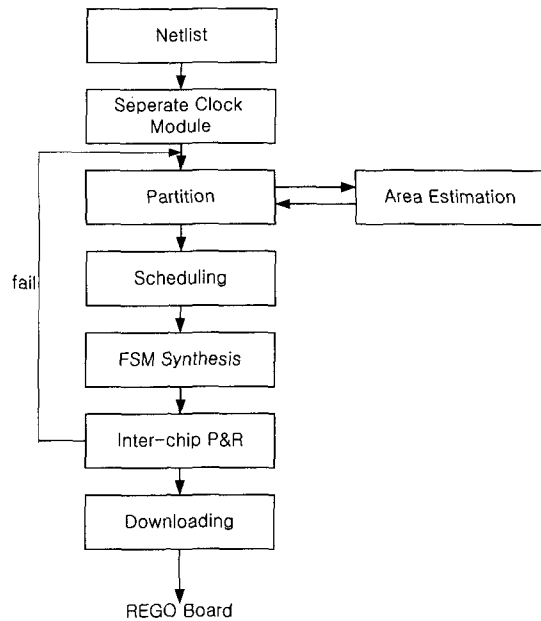 Netlist
Seperate Clock
Module
Partition
Area Estimation
Scheduling
fail
FSM Synthesis
Inter-chip P&R
Downloading
REGO Board